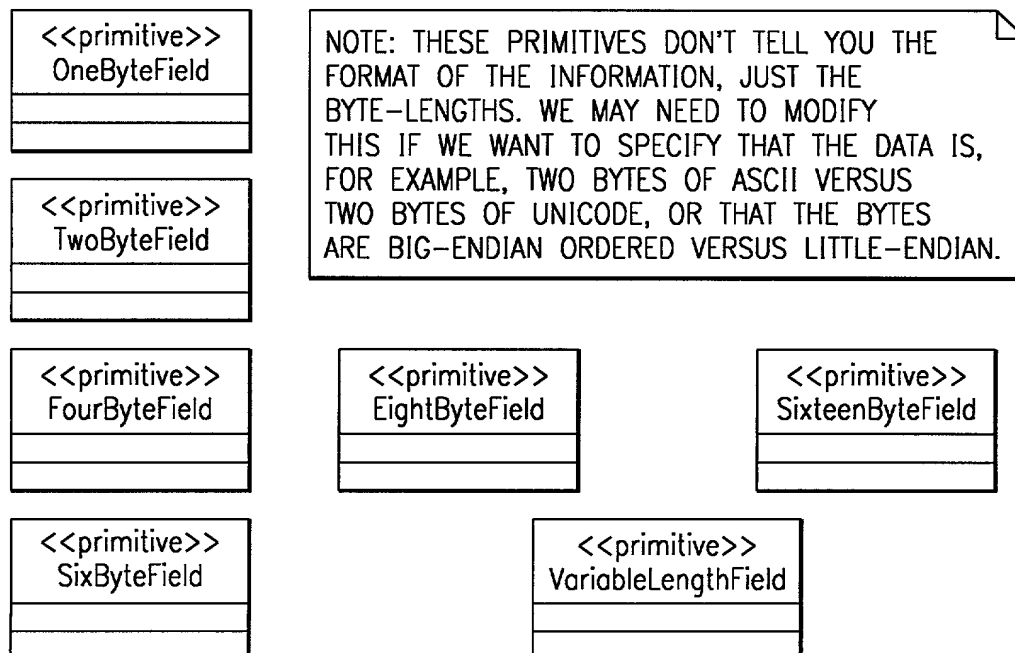 <<primitive>>
OneByteField
NOTE: THESE PRIMITIVES DON'T TELL YOU THE
FORMAT OF THE INFORMATION, JUST THE
BYTE-LENGTHS. WE MAY NEED TO MODIFY
THIS IF WE WANT TO SPECIFY THAT THE DATA IS,
FOR EXAMPLE, TWO BYTES OF ASCII VERSUS
TWO BYTES OF UNICODE, OR THAT THE BYTES
ARE BIG-ENDIAN ORDERED VERSUS LITTLE-ENDIAN.
<<primitive>>
TwoByteField
<<primitive>>
FourByteField
<<primitive>>
EightByteField
<<primitive>>
SixteenByteField
<<primitive>>
SixByteField
<<primitive>>
VariableLengthField